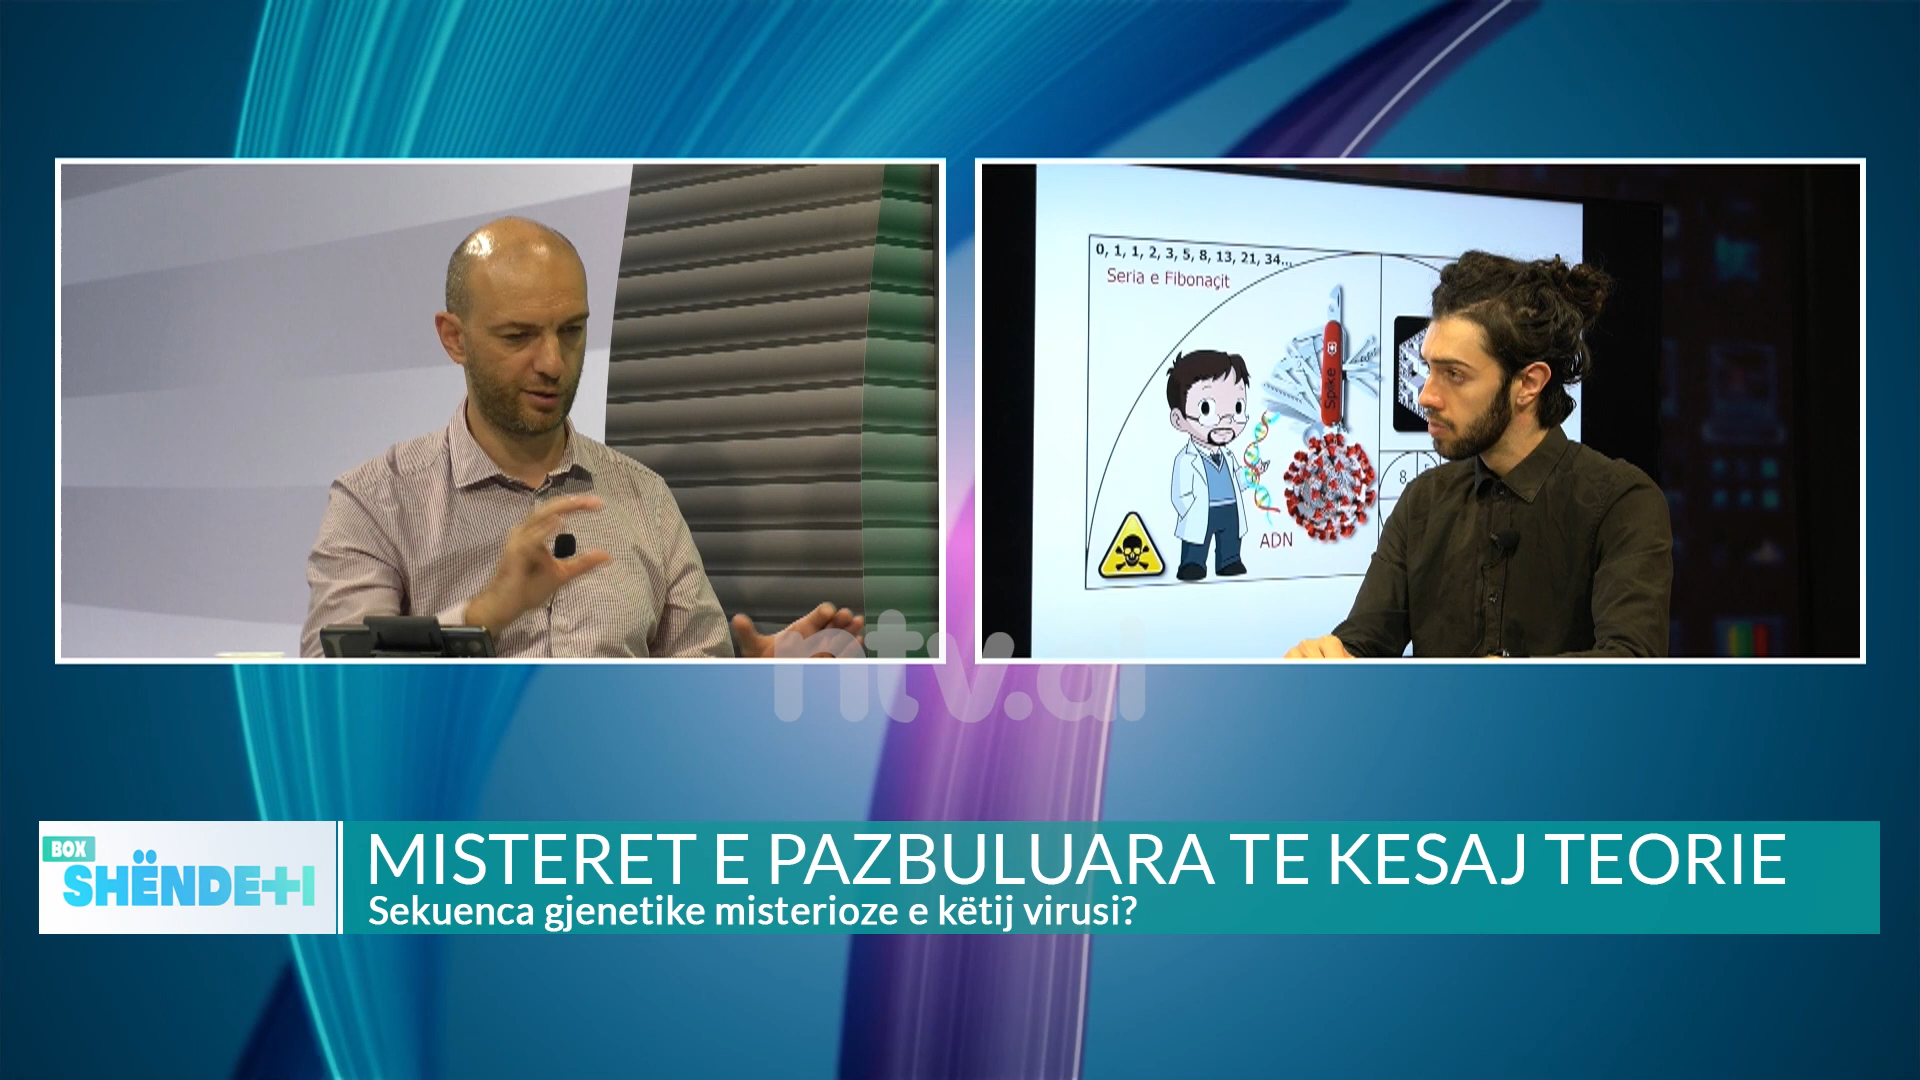 0, 1, 1, 2, 3, 5, 8, 13, 21, 34...
Seria e Fibonaçit
Spike
8
ADN
ntv.al
BOX
SHËNDETI
MISTERET E PAZBULUARA TE KESAJ TEORIE
Sekuenca gjenetike misterioze e këtij virusi?